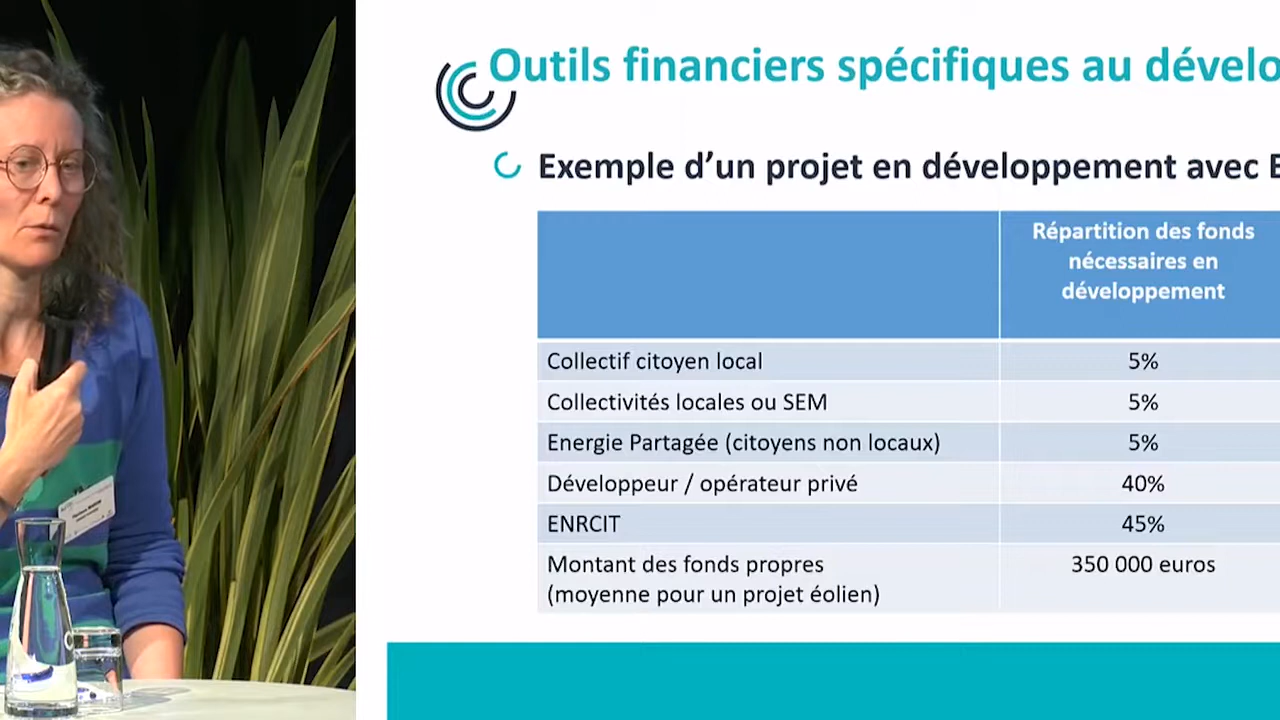 Outils financiers spécifiques au dévelo
Exemple d’un projet en développement avec E
Répartition des fonds
nécessaires en
développement
Collectif citoyen local 5%
Collectivités locales ou SEM 5%
Energie Partagée (citoyens non locaux) 5%
Développeur / opérateur privé 40%
ENRCIT 45%
Montant des fonds propres 350 000 euros
(moyenne pour un projet éolien)